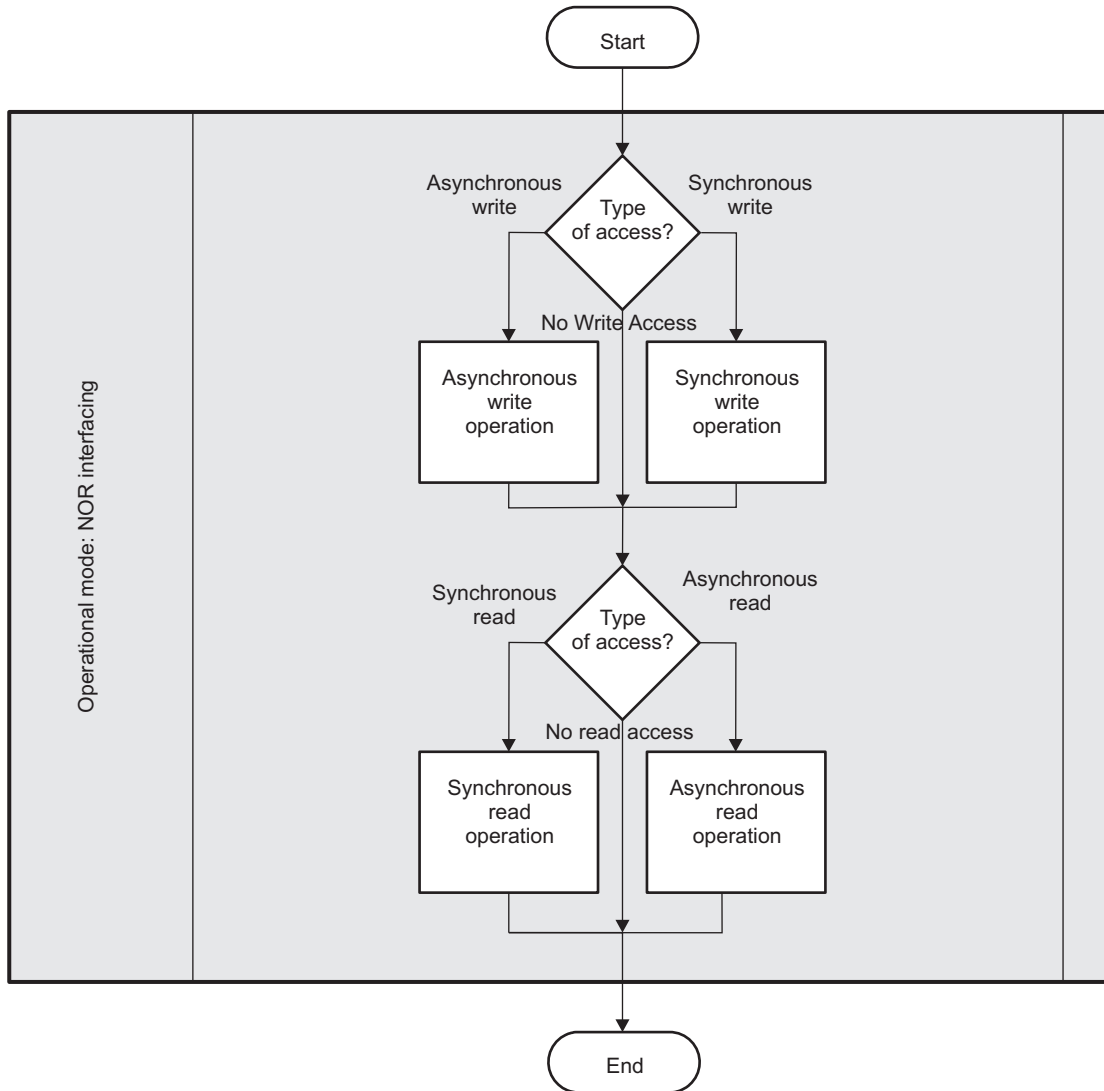 Start
Asynchronous
write
Synchronous
write
Type
of access?
No Write Access
Asynchronous
write
operation
Synchronous
write
operation
Operational mode: NOR interfacing
Synchronous
read
Asynchronous
read
Type
of access?
No read access
Synchronous
read
operation
Asynchronous
read
operation
End